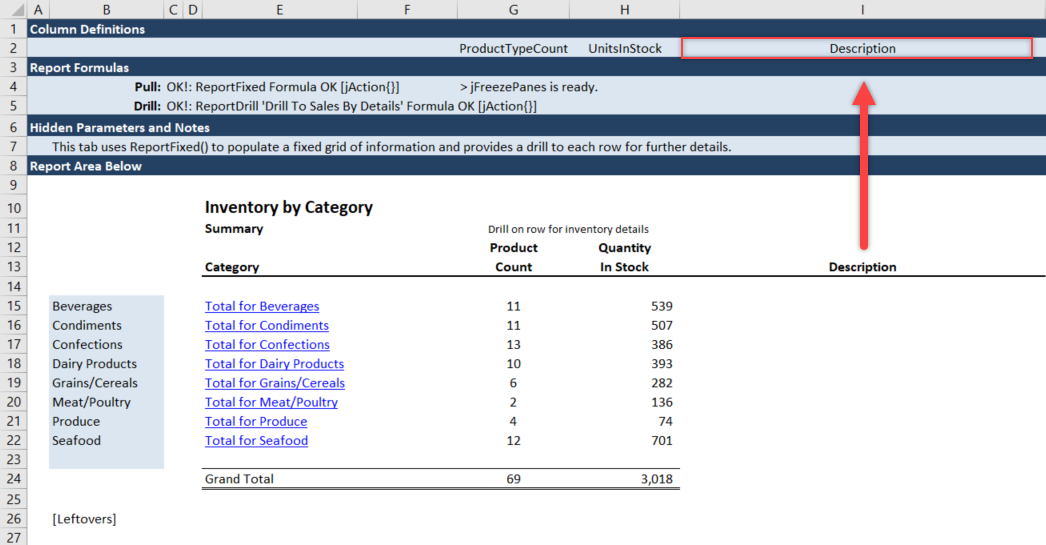 A B C D E F G H I
1 Column Definitions
2 ProductTypeCount UnitsInStock Description
3 Report Formulas
4 Pull: OK!: ReportFixed Formula OK [jAction{}] > jFreezePanes is ready.
5 Drill: OK!: ReportDrill 'Drill To Sales By Details' Formula OK [jAction{}]
6 Hidden Parameters and Notes
7 This tab uses ReportFixed() to populate a fixed grid of information and provides a drill to each row for further details.
8 Report Area Below
9
10 Inventory by Category
11 Summary Drill on row for inventory details
12 Product Quantity
13 Category Count In Stock Description
14
15 Beverages Total for Beverages 11 539
16 Condiments Total for Condiments 11 507
17 Confections Total for Confections 13 386
18 Dairy Products Total for Dairy Products 10 393
19 Grains/Cereals Total for Grains/Cereals 6 282
20 Meat/Poultry Total for Meat/Poultry 2 136
21 Produce Total for Produce 4 74
22 Seafood Total for Seafood 12 701
23
24 Grand Total 69 3,018
25
26 [Leftovers]
27